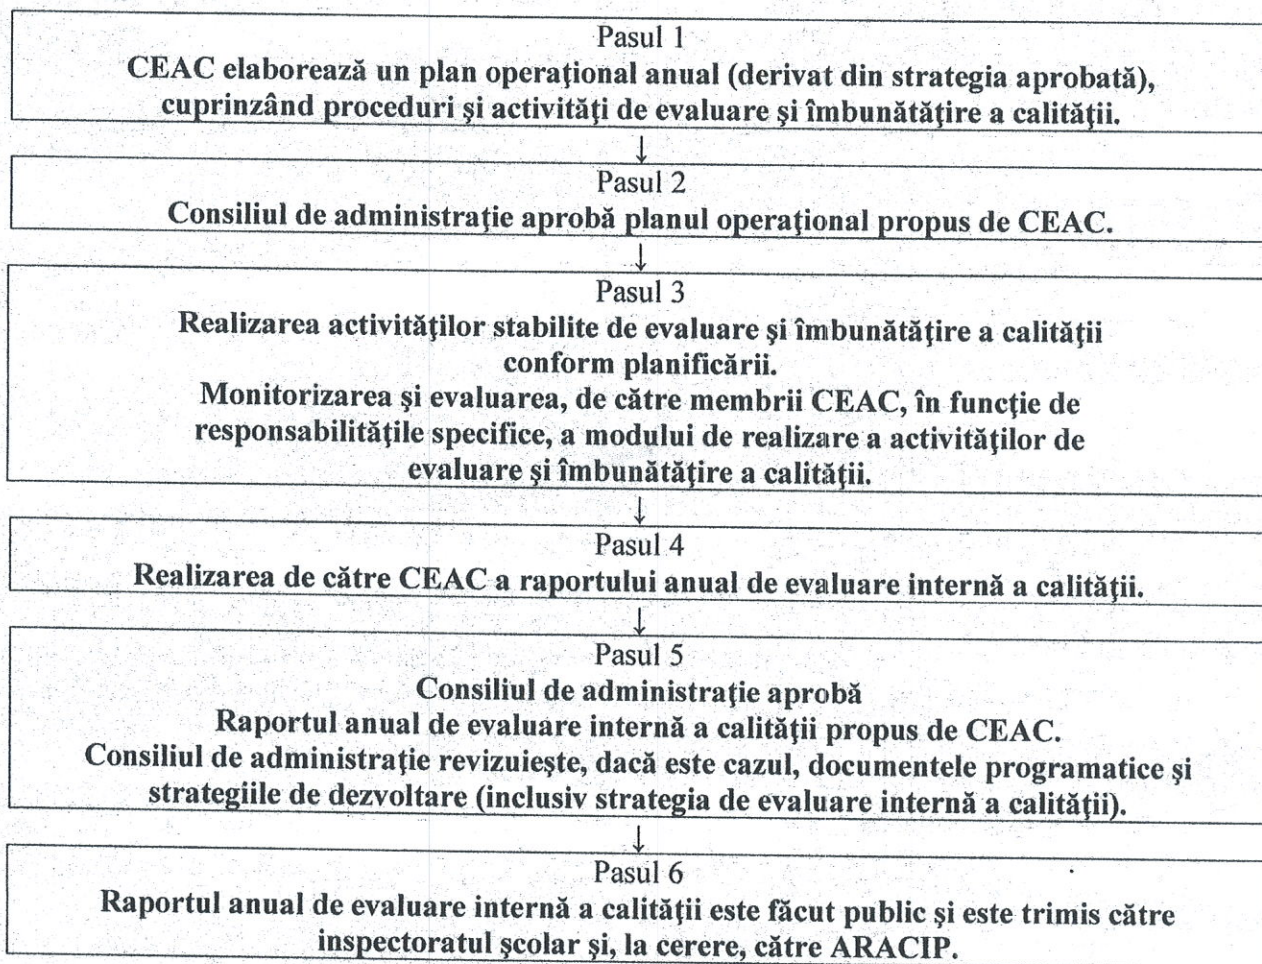 Pasul 1
CEAC elaborează un plan operaţional anual (derivat din strategia aprobată),
cuprinzând proceduri şi activităţi de evaluare şi îmbunătăţire a calităţii.
↓
Pasul 2
Consiliul de administraţie aprobă planul operaţional propus de CEAC.
↓
Pasul 3
Realizarea activităţilor stabilite de evaluare şi îmbunătăţire a calităţii
conform planificării.
Monitorizarea şi evaluarea, de către membrii CEAC, în funcţie de
responsabilităţile specifice, a modului de realizare a activităţilor de
evaluare şi îmbunătăţire a calităţii.
↓
Pasul 4
Realizarea de către CEAC a raportului anual de evaluare internă a calităţii.
↓
Pasul 5
Consiliul de administraţie aprobă
Raportul anual de evaluare internă a calităţii propus de CEAC.
Consiliul de administraţie revizuieşte, dacă este cazul, documentele programatice şi
strategiile de dezvoltare (inclusiv strategia de evaluare internă a calităţii).
↓
Pasul 6
Raportul anual de evaluare internă a calităţii este făcut public şi este trimis către
inspectoratul şcolar şi, la cerere, către ARACIP.